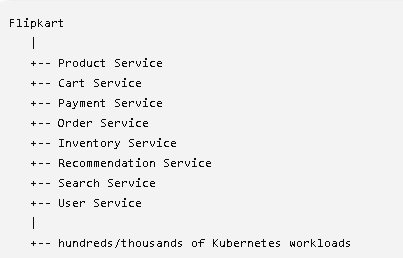 Flipkart
|
+-- Product Service
+-- Cart Service
+-- Payment Service
+-- Order Service
+-- Inventory Service
+-- Recommendation Service
+-- Search Service
+-- User Service
|
+-- hundreds/thousands of Kubernetes workloads